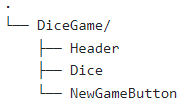 .
└── DiceGame/
    ├── Header
    ├── Dice
    └── NewGameButton